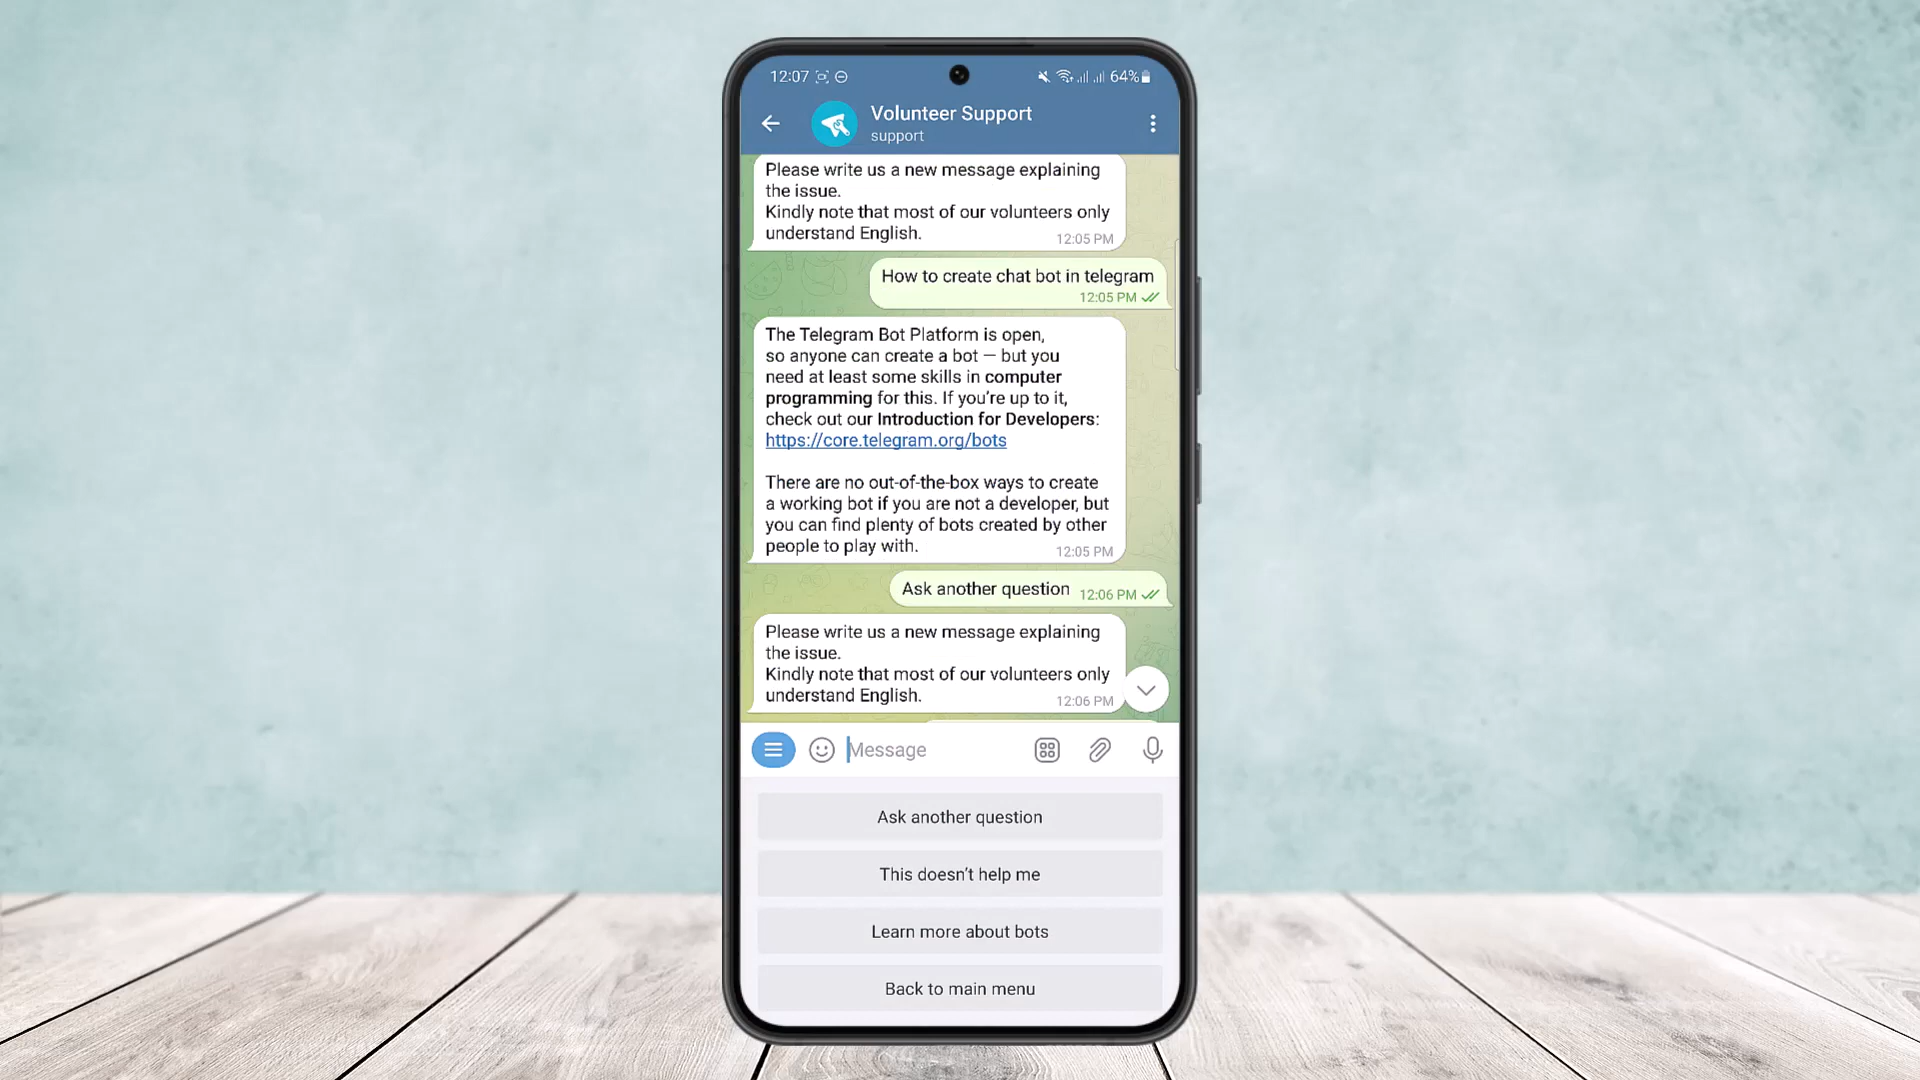 12:07
64%
Volunteer Support
support
Please write us a new message explaining
the issue.
Kindly note that most of our volunteers only
understand English.
12:05 PM
How to create chat bot in telegram
12:05 PM
The Telegram Bot Platform is open,
so anyone can create a bot — but you
need at least some skills in computer
programming for this. If you’re up to it,
check out our Introduction for Developers:
https://core.telegram.org/bots
There are no out-of-the-box ways to create
a working bot if you are not a developer, but
you can find plenty of bots created by other
people to play with.
12:05 PM
Ask another question
12:06 PM
Please write us a new message explaining
the issue.
Kindly note that most of our volunteers only
understand English.
12:06 PM
Message
Ask another question
This doesn’t help me
Learn more about bots
Back to main menu